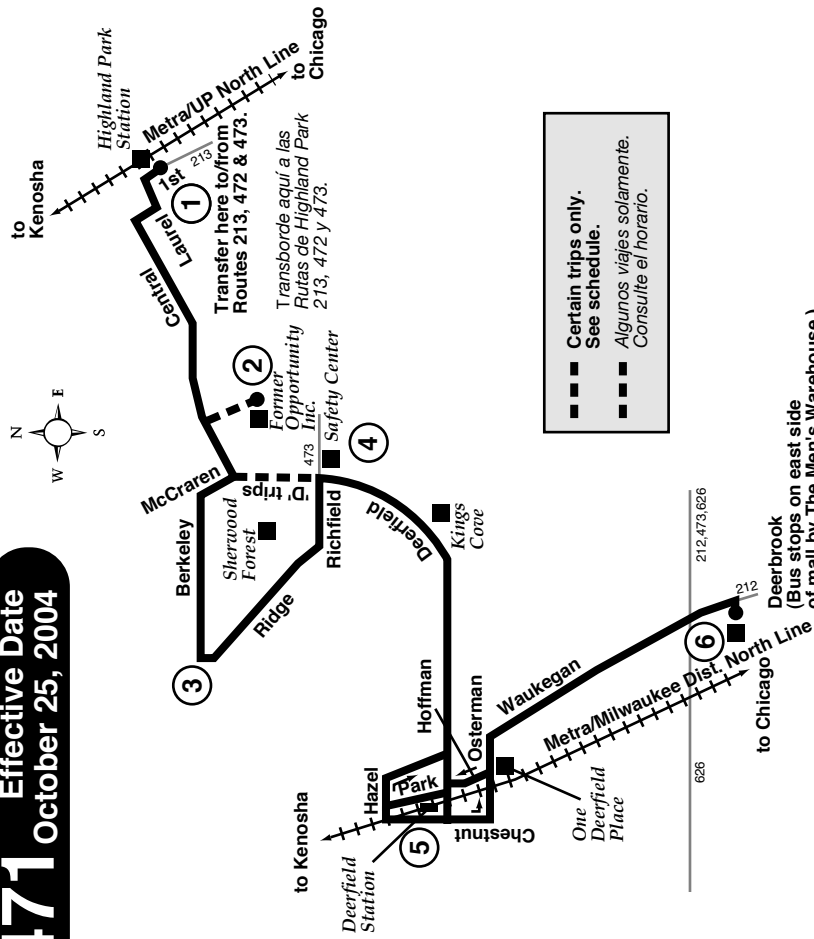 471 Effective Date
October 25, 2004
N
W
E
S
to
Kenosha
Highland Park
Station
Metra/UP North Line
to
Chicago
213
1st
1
Laurel
Central
Transfer here to/from
Routes 213, 472 & 473.
Transborde aquí a las
Rutas de Highland Park
213, 472 y 473.
2
Former
Opportunity
Inc.
Safety Center
4
473
McCraren
'D' trips
Berkeley
Sherwood
Forest
Richfield
Ridge
3
Deerfield
Kings
Cove
Certain trips only.
See schedule.
Algunos viajes solamente.
Consulte el horario.
Hoffman
Osterman
Waukegan
Hazel
Park
5
Chestnut
to Kenosha
Deerfield
Station
One
Deerfield
Place
626
212,473,626
Metra/Milwaukee Dist. North Line
to Chicago
6
212
Deerbrook
(Bus stops on east side
of mall by The Men's Warehouse.)